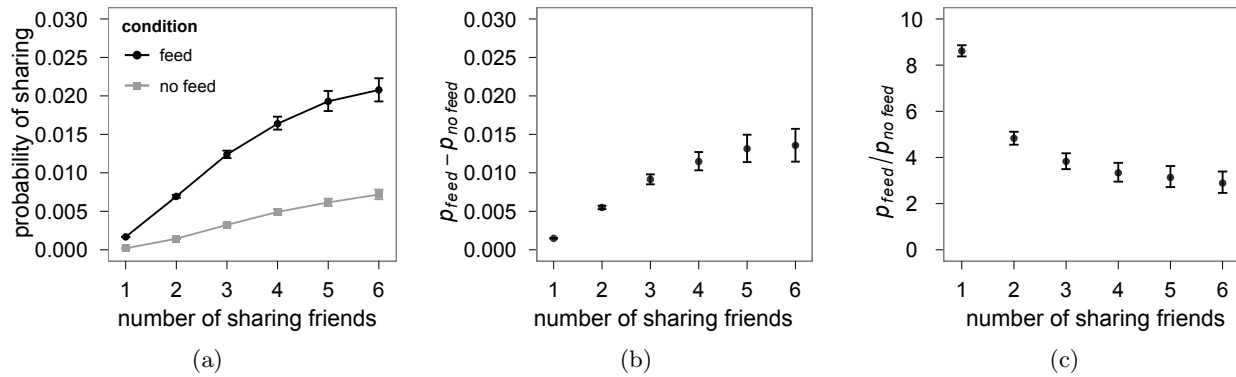 condition
feed
no feed
probability of sharing
0.030
0.025
0.020
0.015
0.010
0.005
0.000
1 2 3 4 5 6
number of sharing friends
(a)
p_feed − p_no feed
0.030
0.025
0.020
0.015
0.010
0.005
0.000
1 2 3 4 5 6
number of sharing friends
(b)
p_feed / p_no feed
10
8
6
4
2
0
1 2 3 4 5 6
number of sharing friends
(c)